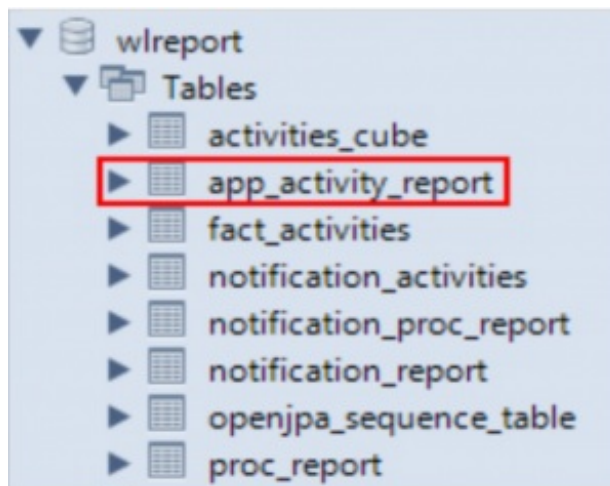 wlreport
Tables
activities_cube
app_activity_report
fact_activities
notification_activities
notification_proc_report
notification_report
openjpa_sequence_table
proc_report